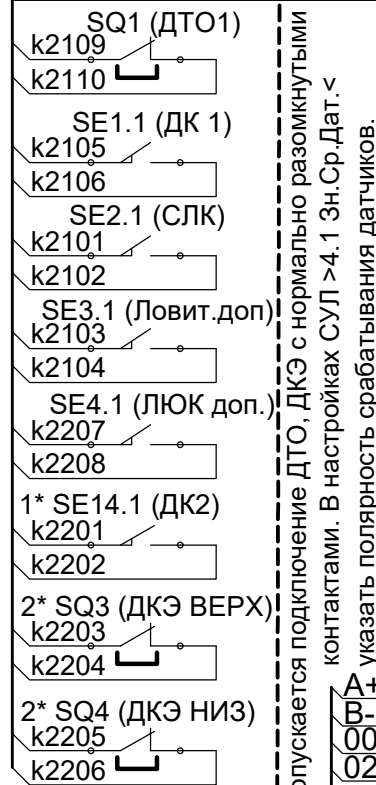 SQ1 (ДТО1)
k2109
k2110
SE1.1 (ДК 1)
k2105
k2106
SE2.1 (СЛК)
k2101
k2102
SE3.1 (Ловит.доп)
k2103
k2104
SE4.1 (ЛЮК доп.)
k2207
k2208
1* SE14.1 (ДК2)
k2201
k2202
2* SQ3 (ДКЭ ВЕРХ)
k2203
k2204
2* SQ4 (ДКЭ НИЗ)
k2205
k2206
опускается подключение ДТО, ДКЭ с нормально разомкнутыми
контактами. В настройках СУЛ >4.1 Зн.Ср.Дат.<
указать полярность срабатывания датчиков.
A+
B-
00
02